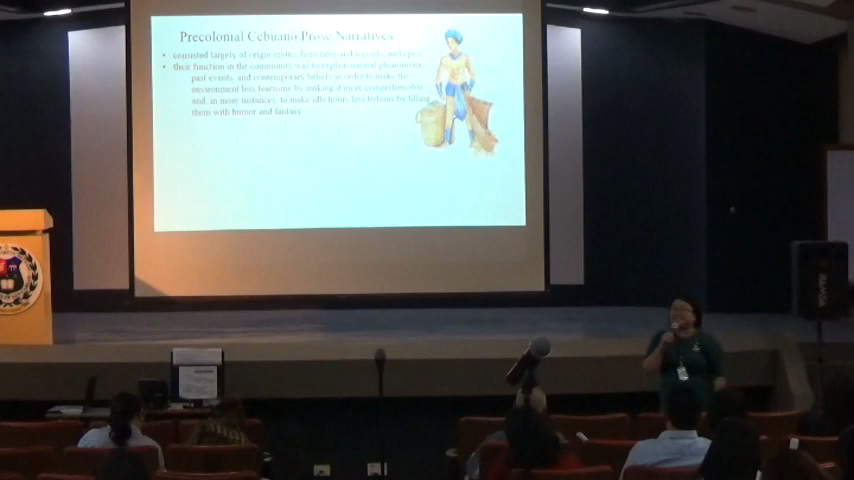 Precolonial Cebuano Prose Narratives
consisted largely of origin myths, hero tales and legends, and epics
their function in the community was to explain natural phenomena,
past events, and contemporary beliefs in order to make the
environment less fearsome by making it more comprehensible
and, in more instances, to make idle hours less tedious by filling
them with humor and fantasy